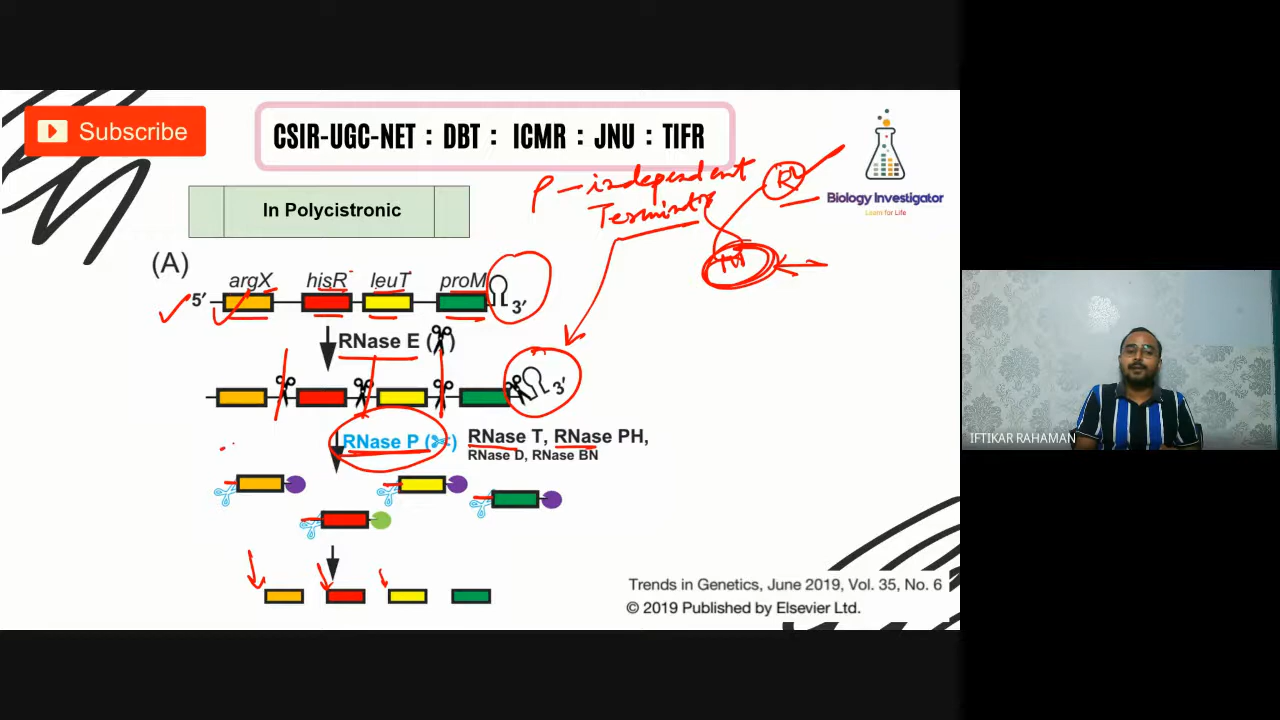 Subscribe
CSIR-UGC-NET : DBT : ICMR : JNU : TIFR
Biology Investigator
Learn for Life
In Polycistronic
ρ-independent
Terminator
(A)
argX hisR leuT proM
5′ 3′
RNase E ( )
3′
RNase P ( ) RNase T, RNase PH,
RNase D, RNase BN
IFTIKAR RAHAMAN
Trends in Genetics, June 2019, Vol. 35, No. 6
© 2019 Published by Elsevier Ltd.